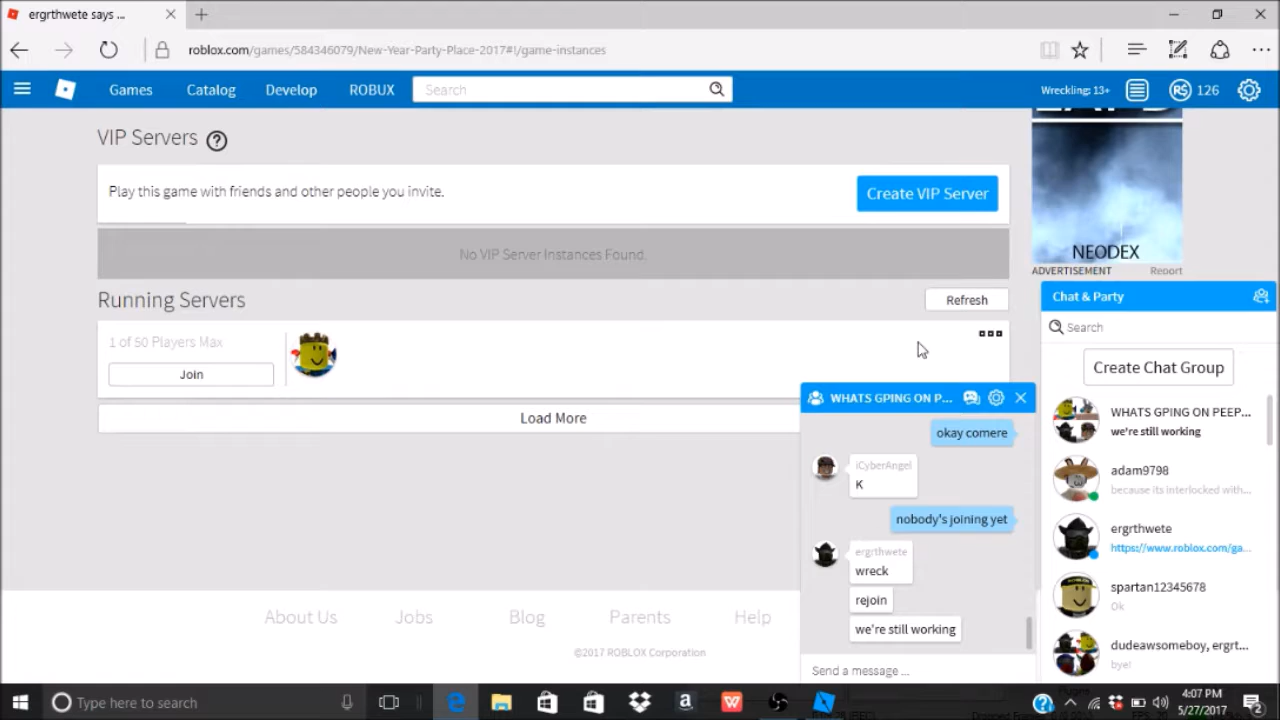 ergrthwete says ...
roblox.com/games/584346079/New-Year-Party-Place-2017#!/game-instances
Games
Catalog
Develop
ROBUX
Search
Wreckling: 13+
R$ 126
VIP Servers ?
Play this game with friends and other people you invite.
Create VIP Server
No VIP Server Instances Found.
NEODEX
ADVERTISEMENT
Report
Running Servers
Refresh
1 of 50 Players Max
Join
Load More
Chat & Party
Search
Create Chat Group
WHATS GPING ON PEEP...
we're still working
adam9798
because its interlocked with...
ergrthwete
https://www.roblox.com/ga...
spartan12345678
Ok
dudeawsomeboy, ergrt...
bye!
WHATS GPING ON P...
okay comere
iCyberAngel
K
nobody's joining yet
ergrthwete
wreck
rejoin
we're still working
Send a message ...
About Us
Jobs
Blog
Parents
Help
©2017 ROBLOX Corporation
Type here to search
4:07 PM
5/27/2017